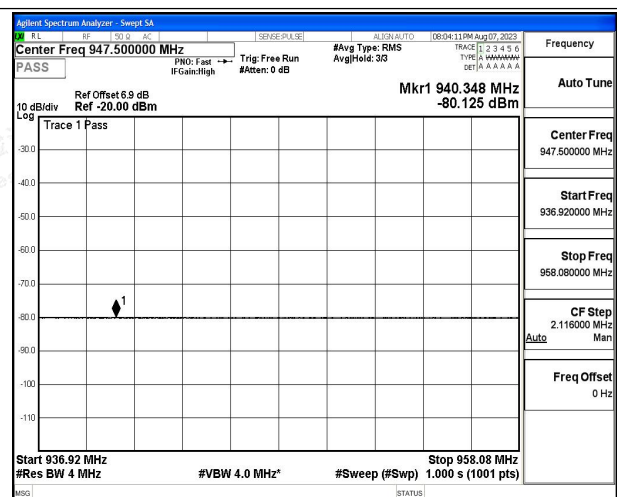 Agilent Spectrum Analyzer - Swept SA
RL RF 50 Ω AC SENSE:PULSE ALIGN AUTO 08:04:11 PM Aug 07, 2023
Center Freq 947.500000 MHz
PASS
PNO: Fast
IFGain:High
Trig: Free Run
#Atten: 0 dB
#Avg Type: RMS
Avg|Hold: 3/3
TRACE 1 2 3 4 5 6
TYPE A WWWWW
DET A A A A A A
Ref Offset 6.9 dB
10 dB/div Ref -20.00 dBm
Log
Mkr1 940.348 MHz
-80.125 dBm
Trace 1 Pass
-30.0
-40.0
-50.0
-60.0
-70.0
1
-80.0
-90.0
-100
-110
Start 936.92 MHz Stop 958.08 MHz
#Res BW 4 MHz #VBW 4.0 MHz* #Sweep (#Swp) 1.000 s (1001 pts)
MSG STATUS
Frequency
Auto Tune
Center Freq
947.500000 MHz
Start Freq
936.920000 MHz
Stop Freq
958.080000 MHz
CF Step
2.116000 MHz
Auto Man
Freq Offset
0 Hz